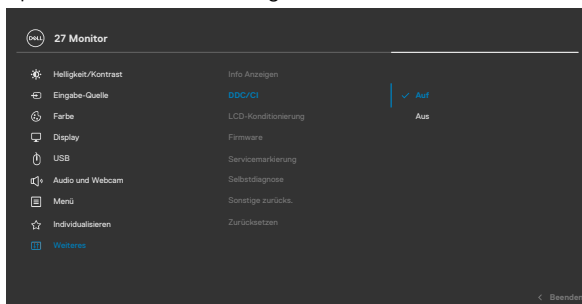 DELL
27 Monitor
Helligkeit/Kontrast
Eingabe-Quelle
Farbe
Display
USB
Audio und Webcam
Menü
Individualisieren
Weiteres
Info Anzeigen
DDC/CI
LCD-Konditionierung
Firmware
Servicemarkierung
Selbstdiagnose
Sonstige zurücks.
Zurücksetzen
Auf
Aus
Beenden